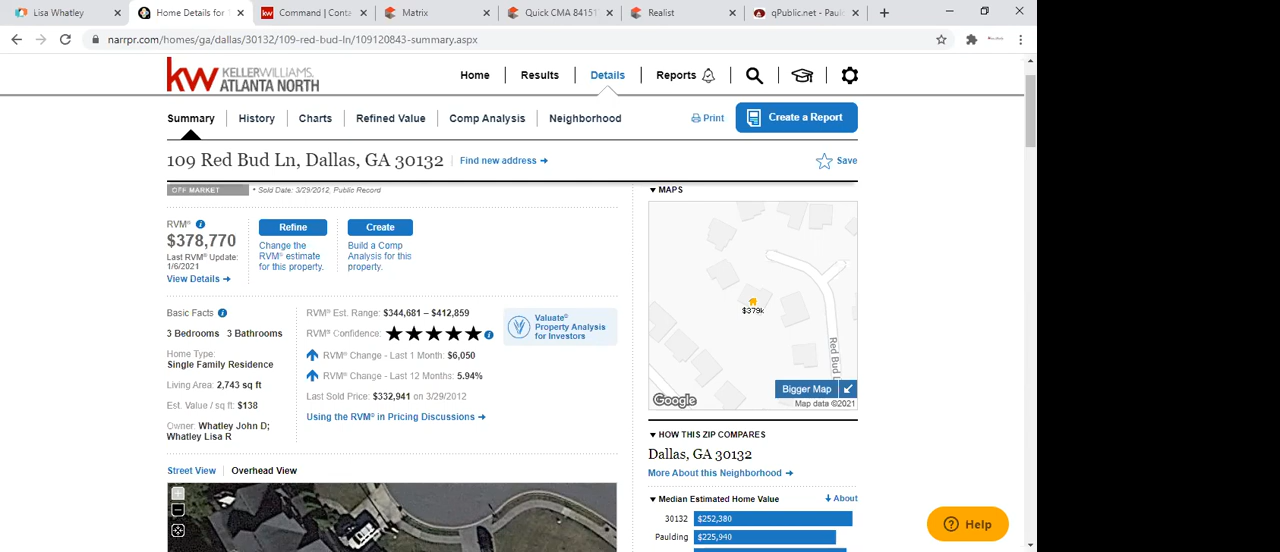 Lisa Whatley
Home Details for
Command | Conta
Matrix
Quick CMA 84151
Realist
qPublic.net - Paul
narrpr.com/homes/ga/dallas/30132/109-red-bud-ln/109120843-summary.aspx
kw KELLERWILLIAMS.
ATLANTA NORTH
Home Results Details Reports
Summary History Charts Refined Value Comp Analysis Neighborhood Print Create a Report
109 Red Bud Ln, Dallas, GA 30132 Find new address Save
OFF MARKET * Sold Date: 3/29/2012, Public Record
RVM®
$378,770
Last RVM® Update:
1/6/2021
View Details
Refine
Change the
RVM® estimate
for this property.
Create
Build a Comp
Analysis for this
property.
Basic Facts
3 Bedrooms 3 Bathrooms
Home Type:
Single Family Residence
Living Area: 2,743 sq ft
Est. Value / sq ft: $138
Owner: Whatley John D;
Whatley Lisa R
RVM® Est. Range: $344,681 – $412,859
RVM® Confidence:
RVM® Change - Last 1 Month: $6,050
RVM® Change - Last 12 Months: 5.94%
Last Sold Price: $332,941 on 3/29/2012
Using the RVM® in Pricing Discussions
Valuate®
Property Analysis
for Investors
Street View Overhead View
MAPS
$379k
Red Bud L
Bigger Map
Google
Map data ©2021
HOW THIS ZIP COMPARES
Dallas, GA 30132
More About this Neighborhood
Median Estimated Home Value About
30132 $252,380
Paulding $225,940
Help